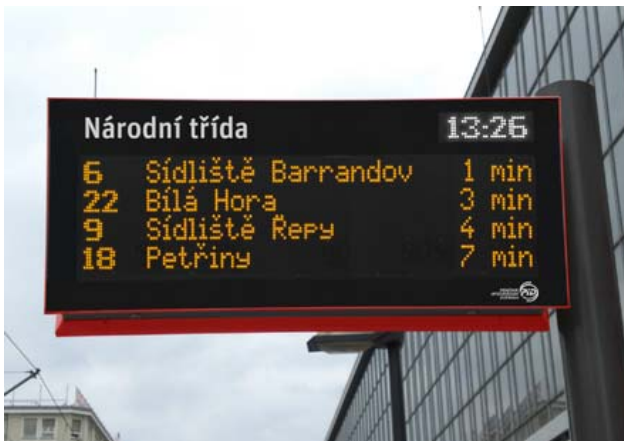 Národní třída 13:26
6 Sídliště Barrandov 1 min
22 Bílá Hora 3 min
9 Sídliště Řepy 4 min
18 Petřiny 7 min
PID